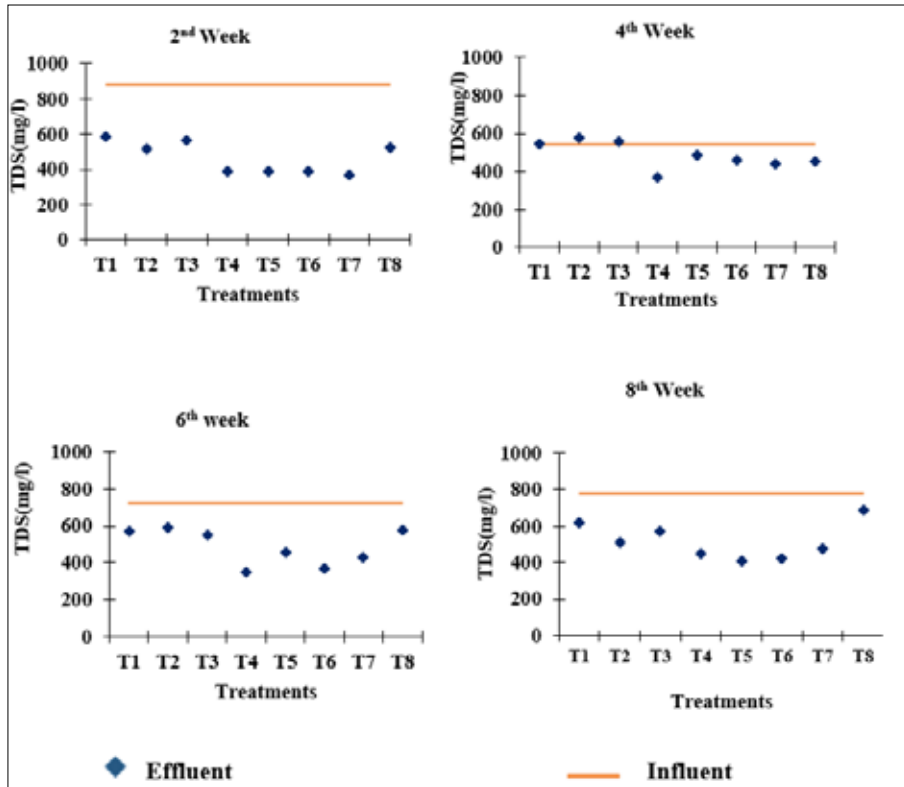 2nd Week
TDS(mg/l)
1000
800
600
400
200
0
T1 T2 T3 T4 T5 T6 T7 T8
Treatments
4th Week
TDS(mg/l)
1000
800
600
400
200
0
T1 T2 T3 T4 T5 T6 T7 T8
Treatments
6th week
TDS(mg/l)
1000
800
600
400
200
0
T1 T2 T3 T4 T5 T6 T7 T8
Treatments
8th Week
TDS(mg/l)
1000
800
600
400
200
0
T1 T2 T3 T4 T5 T6 T7 T8
Treatments
Effluent Influent